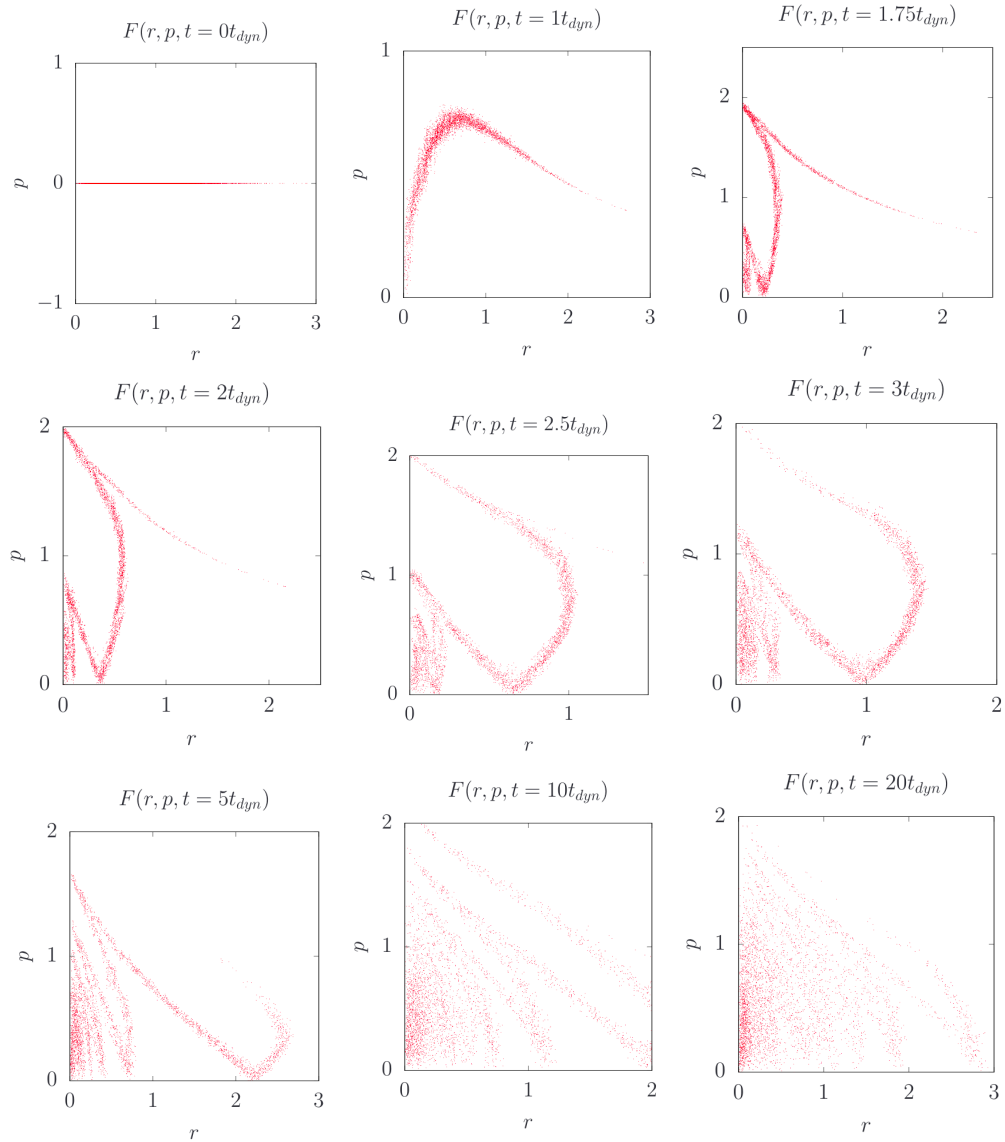 F(r, p, t = 0t_{dyn})
1
0
−1
p
0 1 2 3
r
F(r, p, t = 1t_{dyn})
1
0
p
0 1 2 3
r
F(r, p, t = 1.75t_{dyn})
2
1
0
p
0 1 2
r
F(r, p, t = 2t_{dyn})
2
1
0
p
0 1 2
r
F(r, p, t = 2.5t_{dyn})
2
1
0
p
0 1
r
F(r, p, t = 3t_{dyn})
2
1
0
p
0 1 2
r
F(r, p, t = 5t_{dyn})
2
1
0
p
0 1 2 3
r
F(r, p, t = 10t_{dyn})
2
1
0
p
0 1 2
r
F(r, p, t = 20t_{dyn})
2
1
0
p
0 1 2 3
r